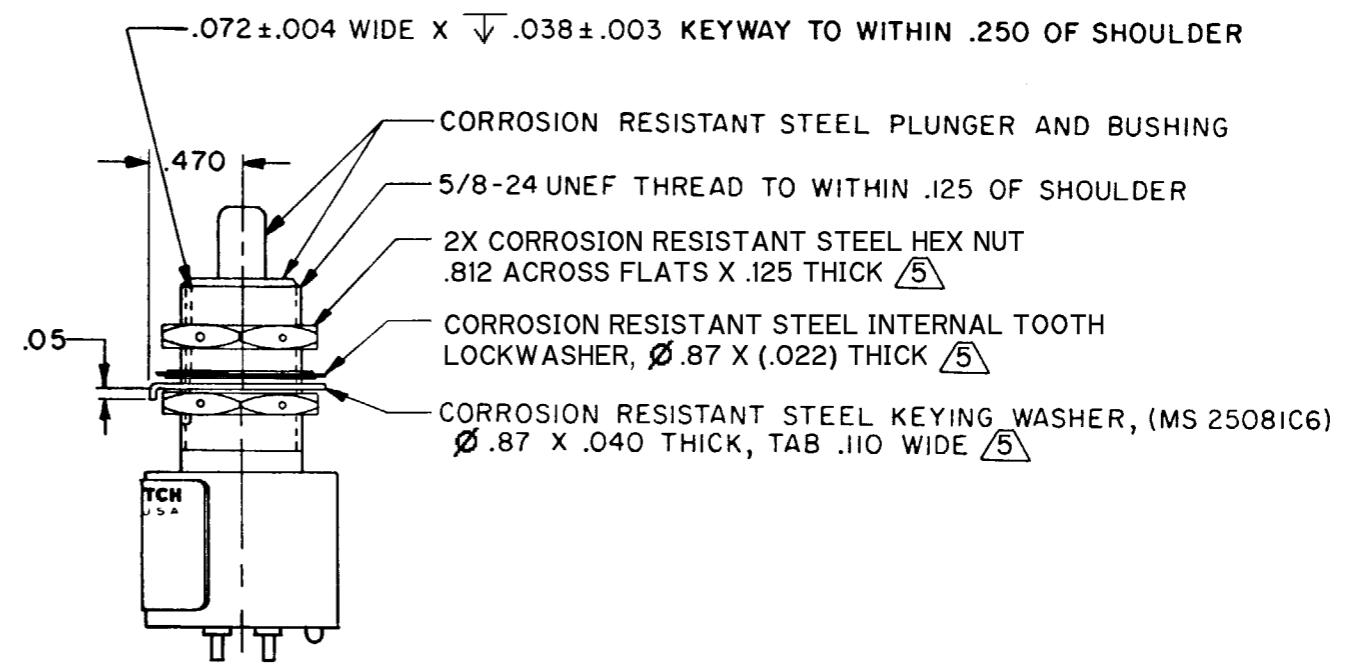 .072±.004 WIDE X ↧ .038±.003 KEYWAY TO WITHIN .250 OF SHOULDER
CORROSION RESISTANT STEEL PLUNGER AND BUSHING
.470
5/8-24 UNEF THREAD TO WITHIN .125 OF SHOULDER
2X CORROSION RESISTANT STEEL HEX NUT
.812 ACROSS FLATS X .125 THICK 5
CORROSION RESISTANT STEEL INTERNAL TOOTH
LOCKWASHER, Ø .87 X (.022) THICK 5
.05
CORROSION RESISTANT STEEL KEYING WASHER, (MS 25081C6)
Ø .87 X .040 THICK, TAB .110 WIDE 5
TCH
USA